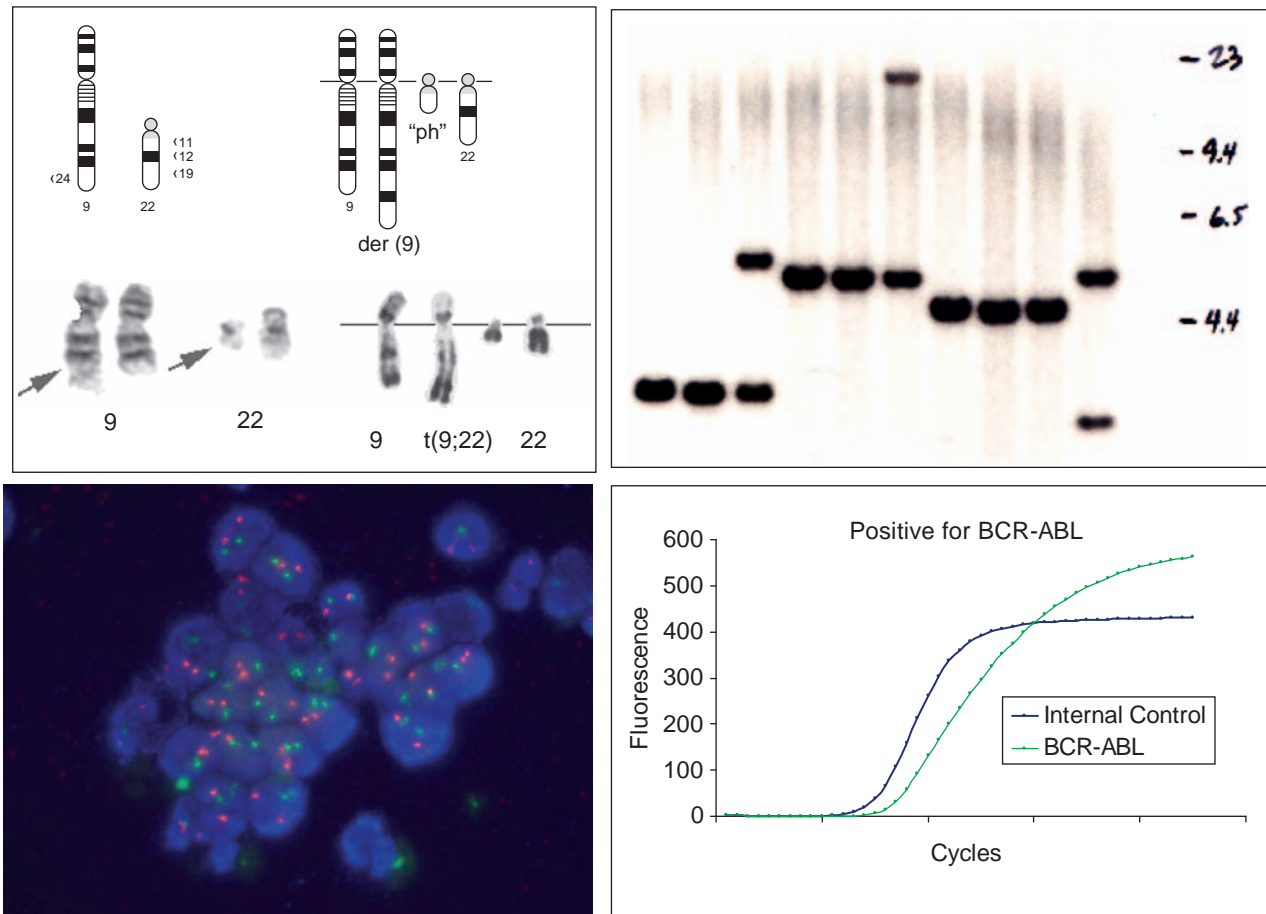 ‹11
‹12
‹24
‹19
9
22
"ph"
22
9
der (9)
9
22
9
t(9;22)
22
- 23
- 9.4
- 6.5
- 4.4
Positive for BCR-ABL
600
500
400
300
200
100
0
Fluorescence
Internal Control
BCR-ABL
Cycles